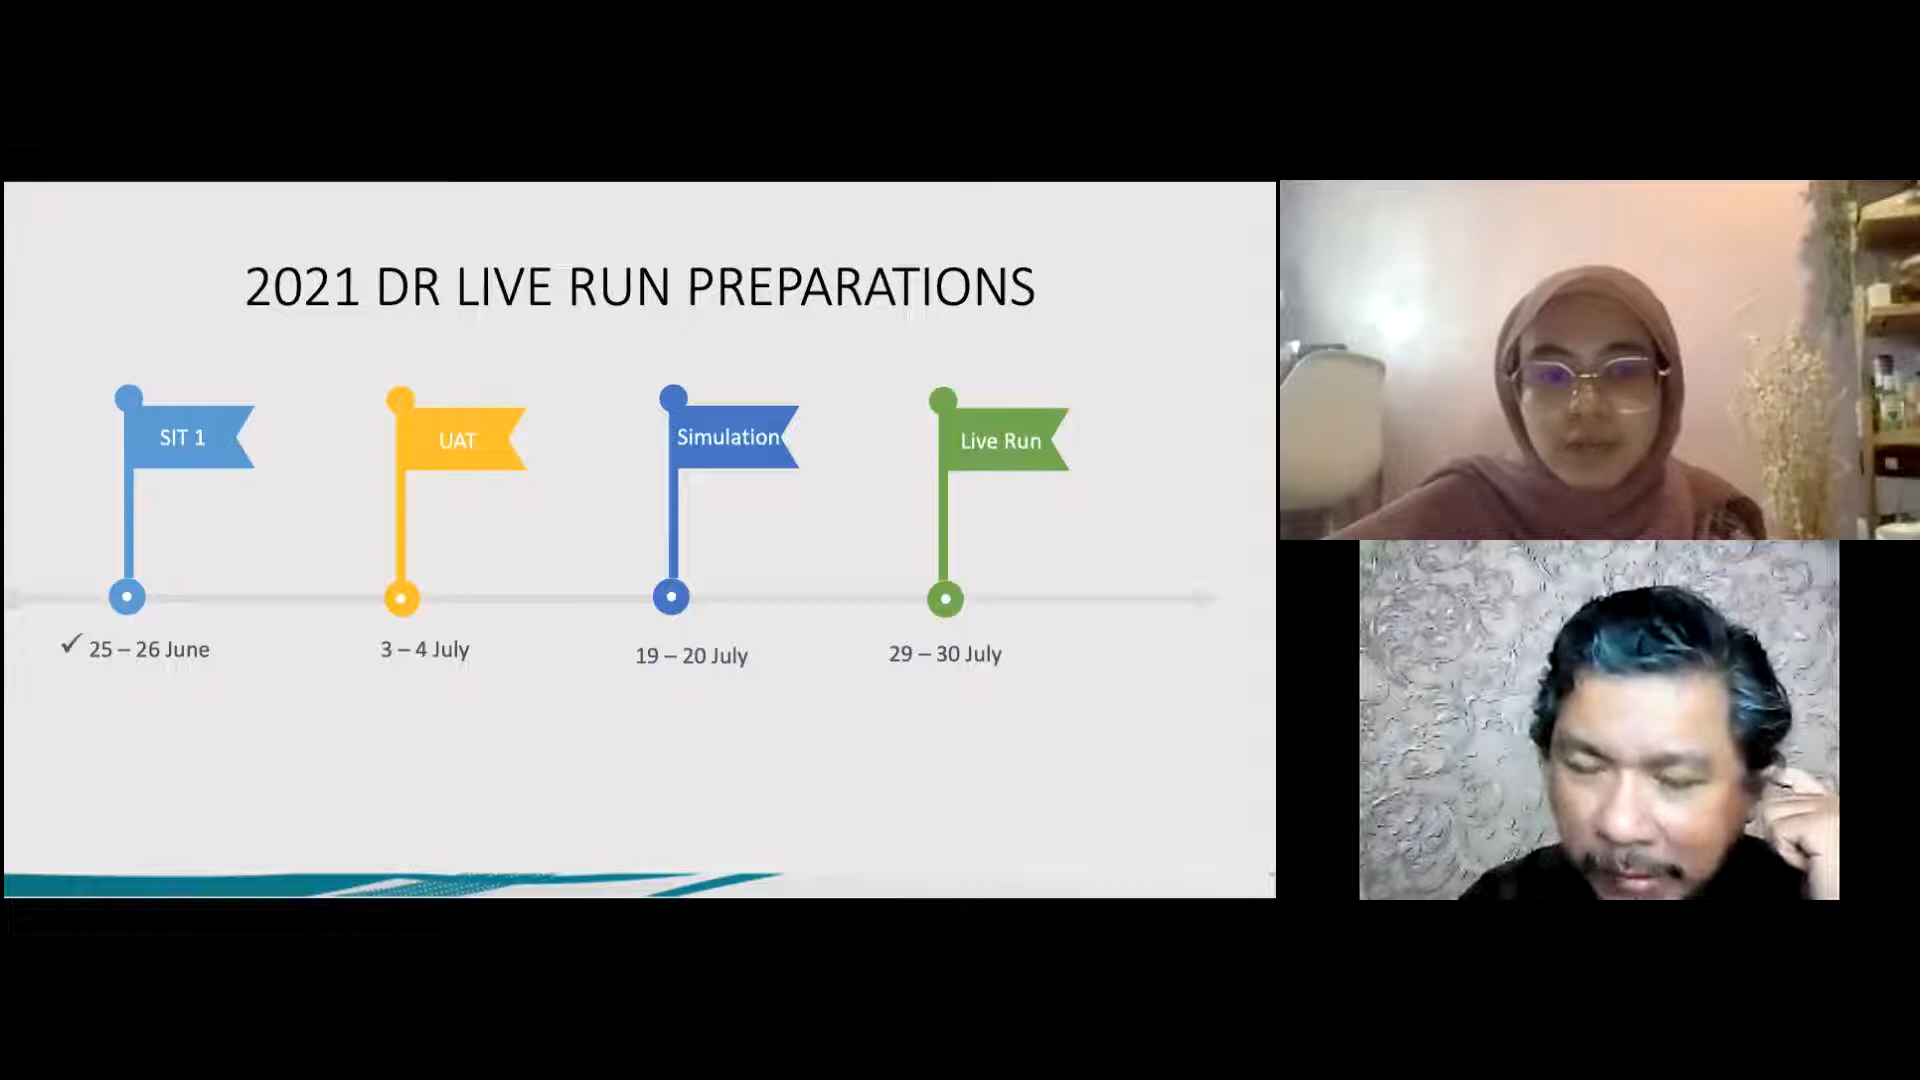 2021 DR LIVE RUN PREPARATIONS
SIT 1
UAT
Simulation
Live Run
✓ 25 – 26 June
3 – 4 July
19 – 20 July
29 – 30 July